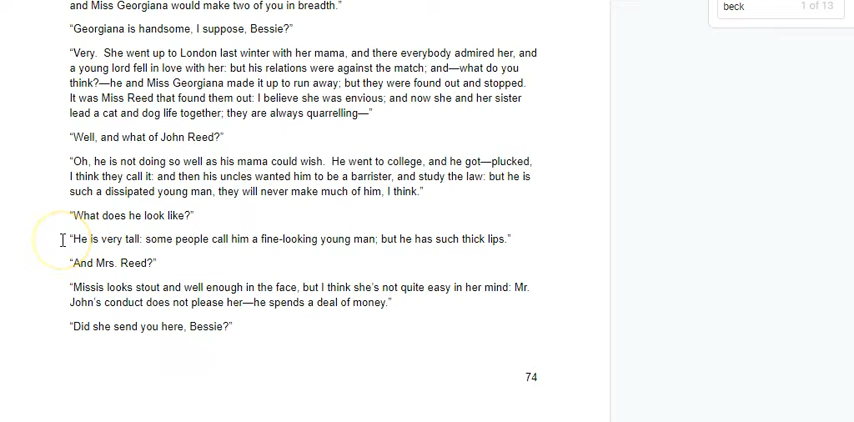 and Miss Georgiana would make two of you in breadth.”
“Georgiana is handsome, I suppose, Bessie?”
“Very.  She went up to London last winter with her mama, and there everybody admired her, and
a young lord fell in love with her: but his relations were against the match; and—what do you
think?—he and Miss Georgiana made it up to run away; but they were found out and stopped.
It was Miss Reed that found them out: I believe she was envious; and now she and her sister
lead a cat and dog life together; they are always quarrelling—”
“Well, and what of John Reed?”
“Oh, he is not doing so well as his mama could wish.  He went to college, and he got—plucked,
I think they call it: and then his uncles wanted him to be a barrister, and study the law: but he is
such a dissipated young man, they will never make much of him, I think.”
“What does he look like?”
“He is very tall: some people call him a fine-looking young man; but he has such thick lips.”
“And Mrs. Reed?”
“Missis looks stout and well enough in the face, but I think she’s not quite easy in her mind: Mr.
John’s conduct does not please her—he spends a deal of money.”
“Did she send you here, Bessie?”
74
beck 1 of 13